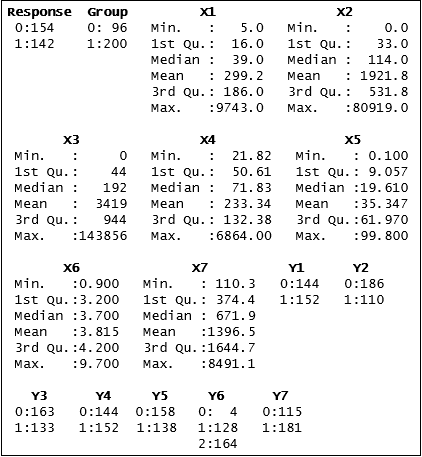 Response Group X1 X2
0:154 0: 96 Min. : 5.0 Min. : 0.0
1:142 1:200 1st Qu.: 16.0 1st Qu.: 33.0
Median : 39.0 Median : 114.0
Mean : 299.2 Mean : 1921.8
3rd Qu.: 186.0 3rd Qu.: 531.8
Max. :9743.0 Max. :80919.0
X3 X4 X5
Min. : 0 Min. : 21.82 Min. : 0.100
1st Qu.: 44 1st Qu.: 50.61 1st Qu.: 9.057
Median : 192 Median : 71.83 Median :19.610
Mean : 3419 Mean : 233.34 Mean :35.347
3rd Qu.: 944 3rd Qu.: 132.38 3rd Qu.:61.970
Max. :143856 Max. :6864.00 Max. :99.800
X6 X7 Y1 Y2
Min. :0.900 Min. : 110.3 0:144 0:186
1st Qu.:3.200 1st Qu.: 374.4 1:152 1:110
Median :3.700 Median : 671.9
Mean :3.815 Mean :1396.5
3rd Qu.:4.200 3rd Qu.:1644.7
Max. :9.700 Max. :8491.1
Y3 Y4 Y5 Y6 Y7
0:163 0:144 0:158 0: 4 0:115
1:133 1:152 1:138 1:128 1:181
2:164